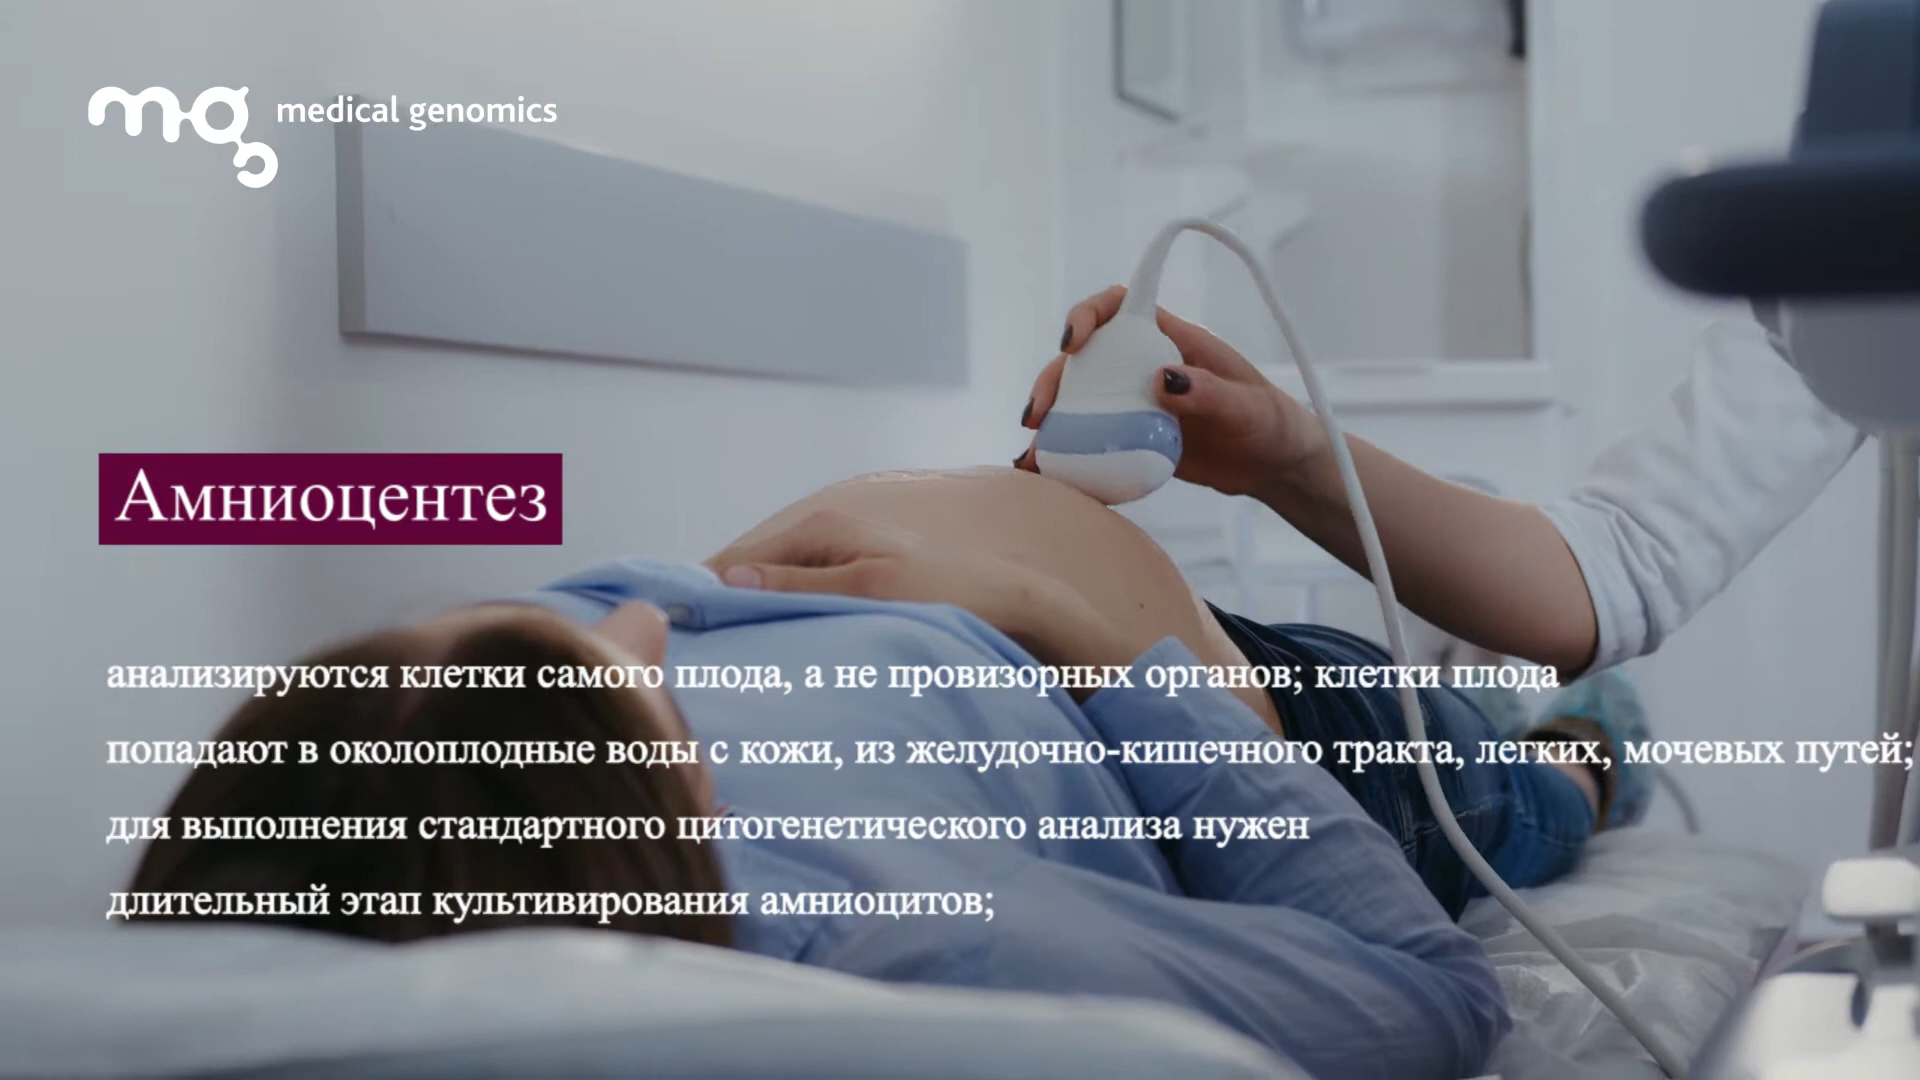 mg medical genomics
Амниоцентез
анализируются клетки самого плода, а не провизорных органов; клетки плода
попадают в околоплодные воды с кожи, из желудочно-кишечного тракта, легких, мочевых путей;
для выполнения стандартного цитогенетического анализа нужен
длительный этап культивирования амниоцитов;